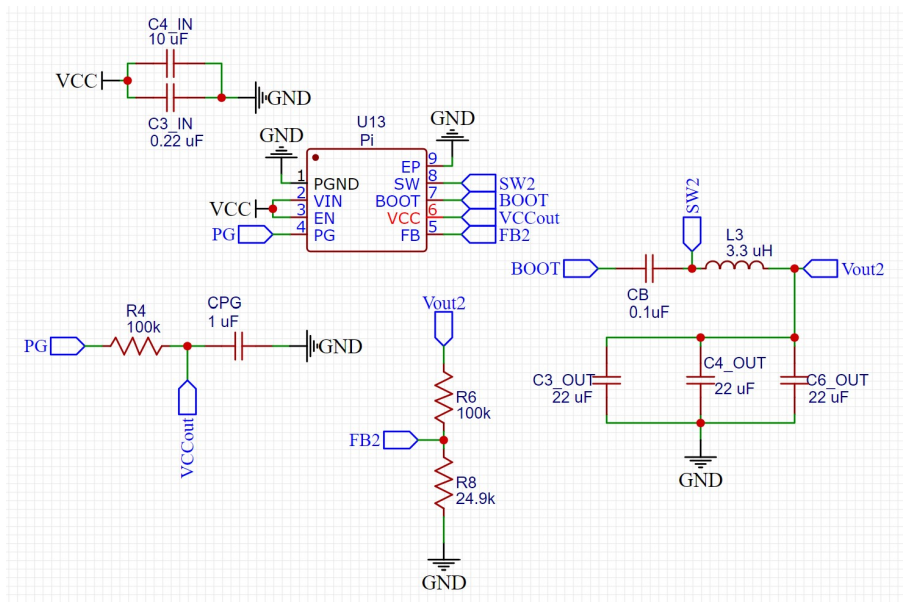 C4_IN
10 uF
VCC
GND
C3_IN
0.22 uF
GND
U13
Pi
GND
1 PGND
2 VIN
3 EN
4 PG
EP 9
SW 8
BOOT 7
VCC 6
FB 5
VCC
PG
SW2
BOOT
VCCout
FB2
SW2
L3
3.3 uH
BOOT
Vout2
CB
0.1uF
R4
100k
CPG
1 uF
PG
GND
VCCout
Vout2
R6
100k
FB2
R8
24.9k
GND
C3_OUT
22 uF
C4_OUT
22 uF
C6_OUT
22 uF
GND